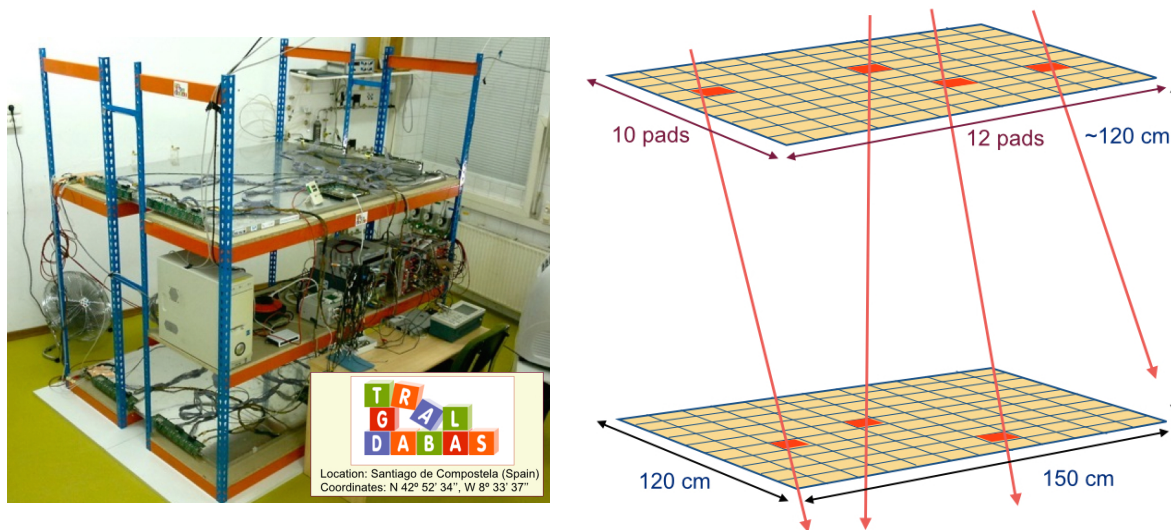 TRAGALDABAS
Location: Santiago de Compostela (Spain)
Coordinates: N 42º 52' 34'', W 8º 33' 37''
10 pads
12 pads
~120 cm
120 cm
150 cm